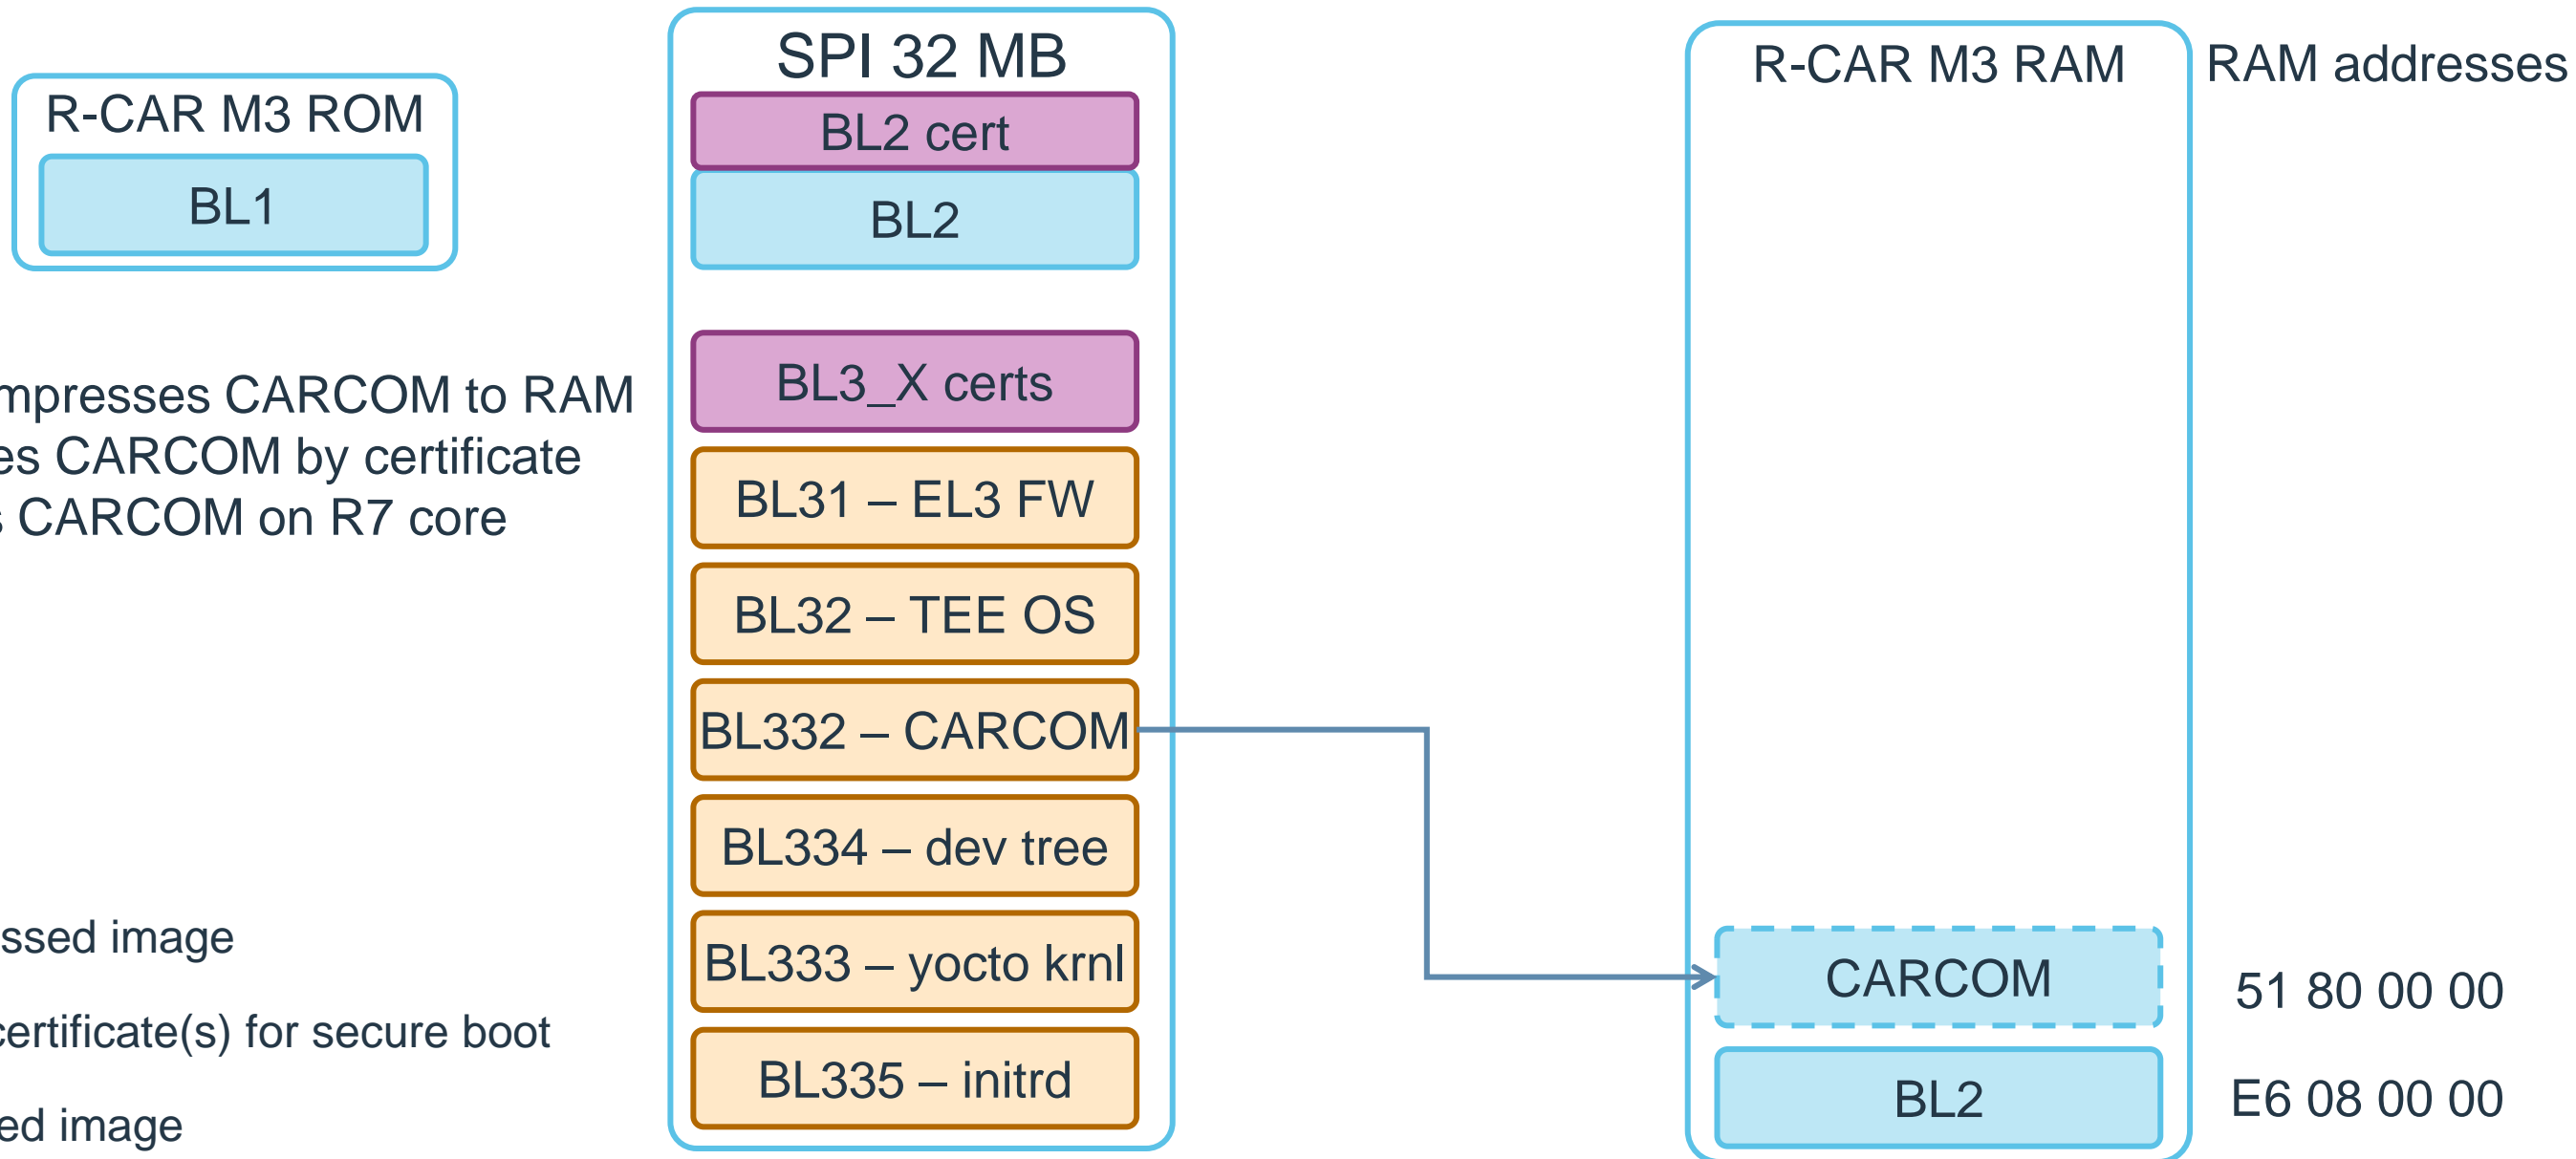 R-CAR M3 ROM
BL1
mpresses CARCOM to RAM
es CARCOM by certificate
s CARCOM on R7 core
ssed image
certificate(s) for secure boot
ed image
SPI 32 MB
BL2 cert
BL2
BL3_X certs
BL31 – EL3 FW
BL32 – TEE OS
BL332 – CARCOM
BL334 – dev tree
BL333 – yocto krnl
BL335 – initrd
R-CAR M3 RAM
CARCOM
BL2
RAM addresses
51 80 00 00
E6 08 00 00